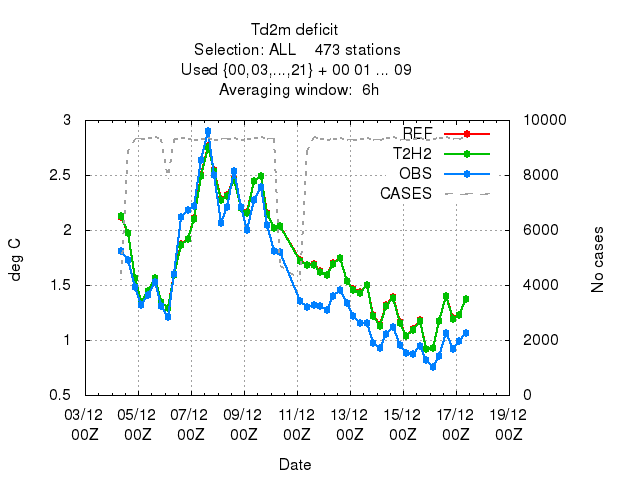 Td2m deficit
Selection: ALL    473 stations
Used {00,03,...,21} + 00 01 ... 09
Averaging window:  6h
3
2.5
2
1.5
1
0.5
deg C
10000
8000
6000
4000
2000
0
No cases
REF
T2H2
OBS
CASES
03/12 05/12 07/12 09/12 11/12 13/12 15/12 17/12 19/12
00Z 00Z 00Z 00Z 00Z 00Z 00Z 00Z 00Z
Date